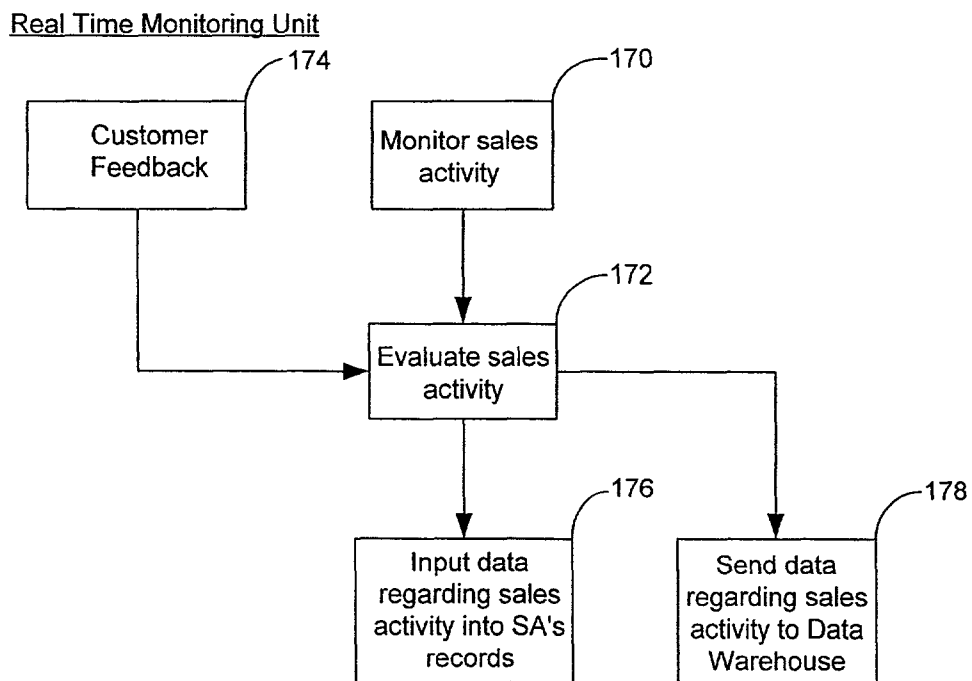 Real Time Monitoring Unit
174
170
Customer
Feedback
Monitor sales
activity
172
Evaluate sales
activity
176
178
Input data
regarding sales
activity into SA's
records
Send data
regarding sales
activity to Data
Warehouse